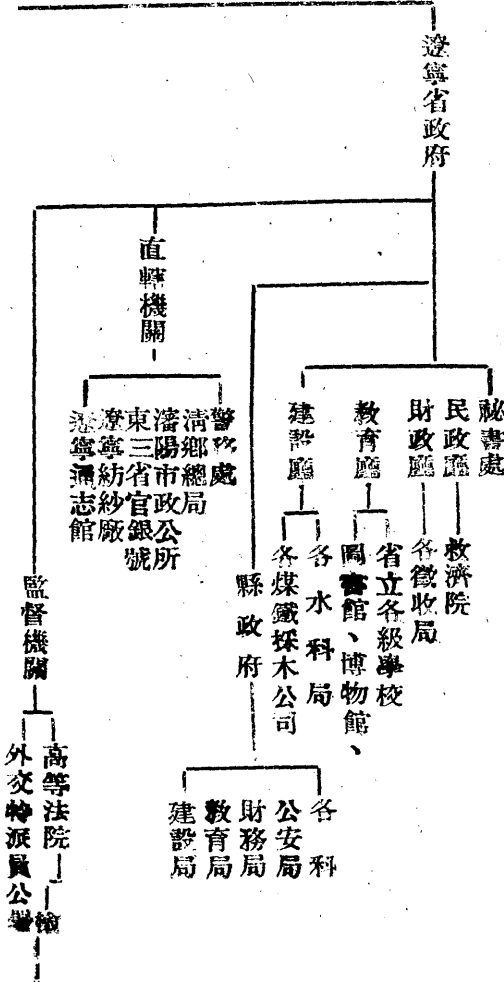 遼寧省政府
秘書處
民政廳
救濟院
財政廳
各徵收局
教育廳
省立各級學校
圖書館、博物館、
建設廳
各水科局
各煤鐵採木公司
縣政府
各科
公安局
財務局
教育局
建設局
直轄機關
警政處
清鄉總局
瀋陽市政公所
東三省官銀號
遼寧紡紗廠
遼寧通志館
監督機關
高等法院
外交特派員公署